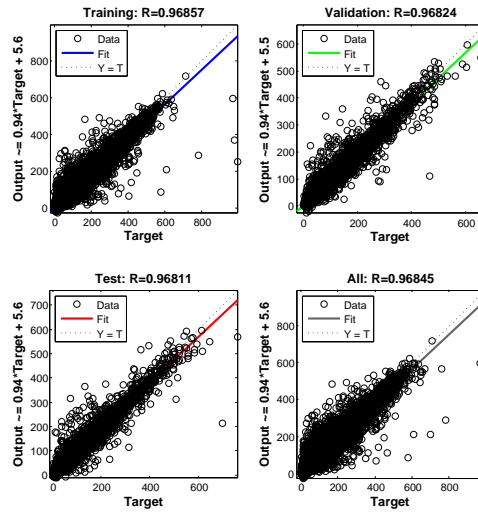 Training: R=0.96857
Output ~= 0.94*Target + 5.6
800
600
400
200
0
Data
Fit
Y = T
0 200 400 600 800
Target
Validation: R=0.96824
Output ~= 0.94*Target + 5.5
600
500
400
300
200
100
0
Data
Fit
Y = T
0 200 400 600
Target
Test: R=0.96811
Output ~= 0.94*Target + 5.6
700
600
500
400
300
200
100
0
Data
Fit
Y = T
0 200 400 600
Target
All: R=0.96845
Output ~= 0.94*Target + 5.6
800
600
400
200
0
Data
Fit
Y = T
0 200 400 600 800
Target